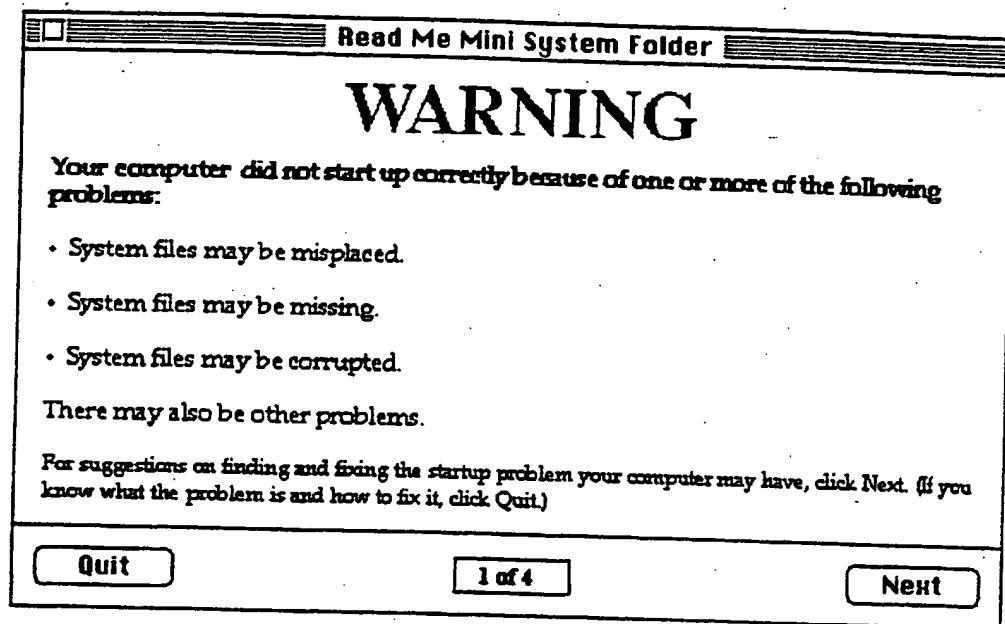 Read Me Mini System Folder
WARNING
Your computer did not start up correctly because of one or more of the following
problems:
• System files may be misplaced.
• System files may be missing.
• System files may be corrupted.
There may also be other problems.
For suggestions on finding and fixing the startup problem your computer may have, click Next. (If you
know what the problem is and how to fix it, click Quit.)
Quit
1 of 4
Next